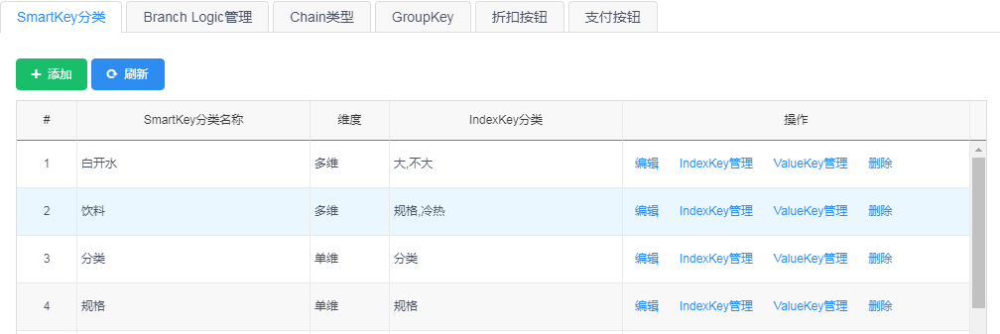 SmartKey分类 Branch Logic管理 Chain类型 GroupKey 折扣按钮 支付按钮
添加 刷新
# SmartKey分类名称 维度 IndexKey分类 操作
1 白开水 多维 大,不大 编辑 IndexKey管理 ValueKey管理 删除
2 饮料 多维 规格,冷热 编辑 IndexKey管理 ValueKey管理 删除
3 分类 单维 分类 编辑 IndexKey管理 ValueKey管理 删除
4 规格 单维 规格 编辑 IndexKey管理 ValueKey管理 删除